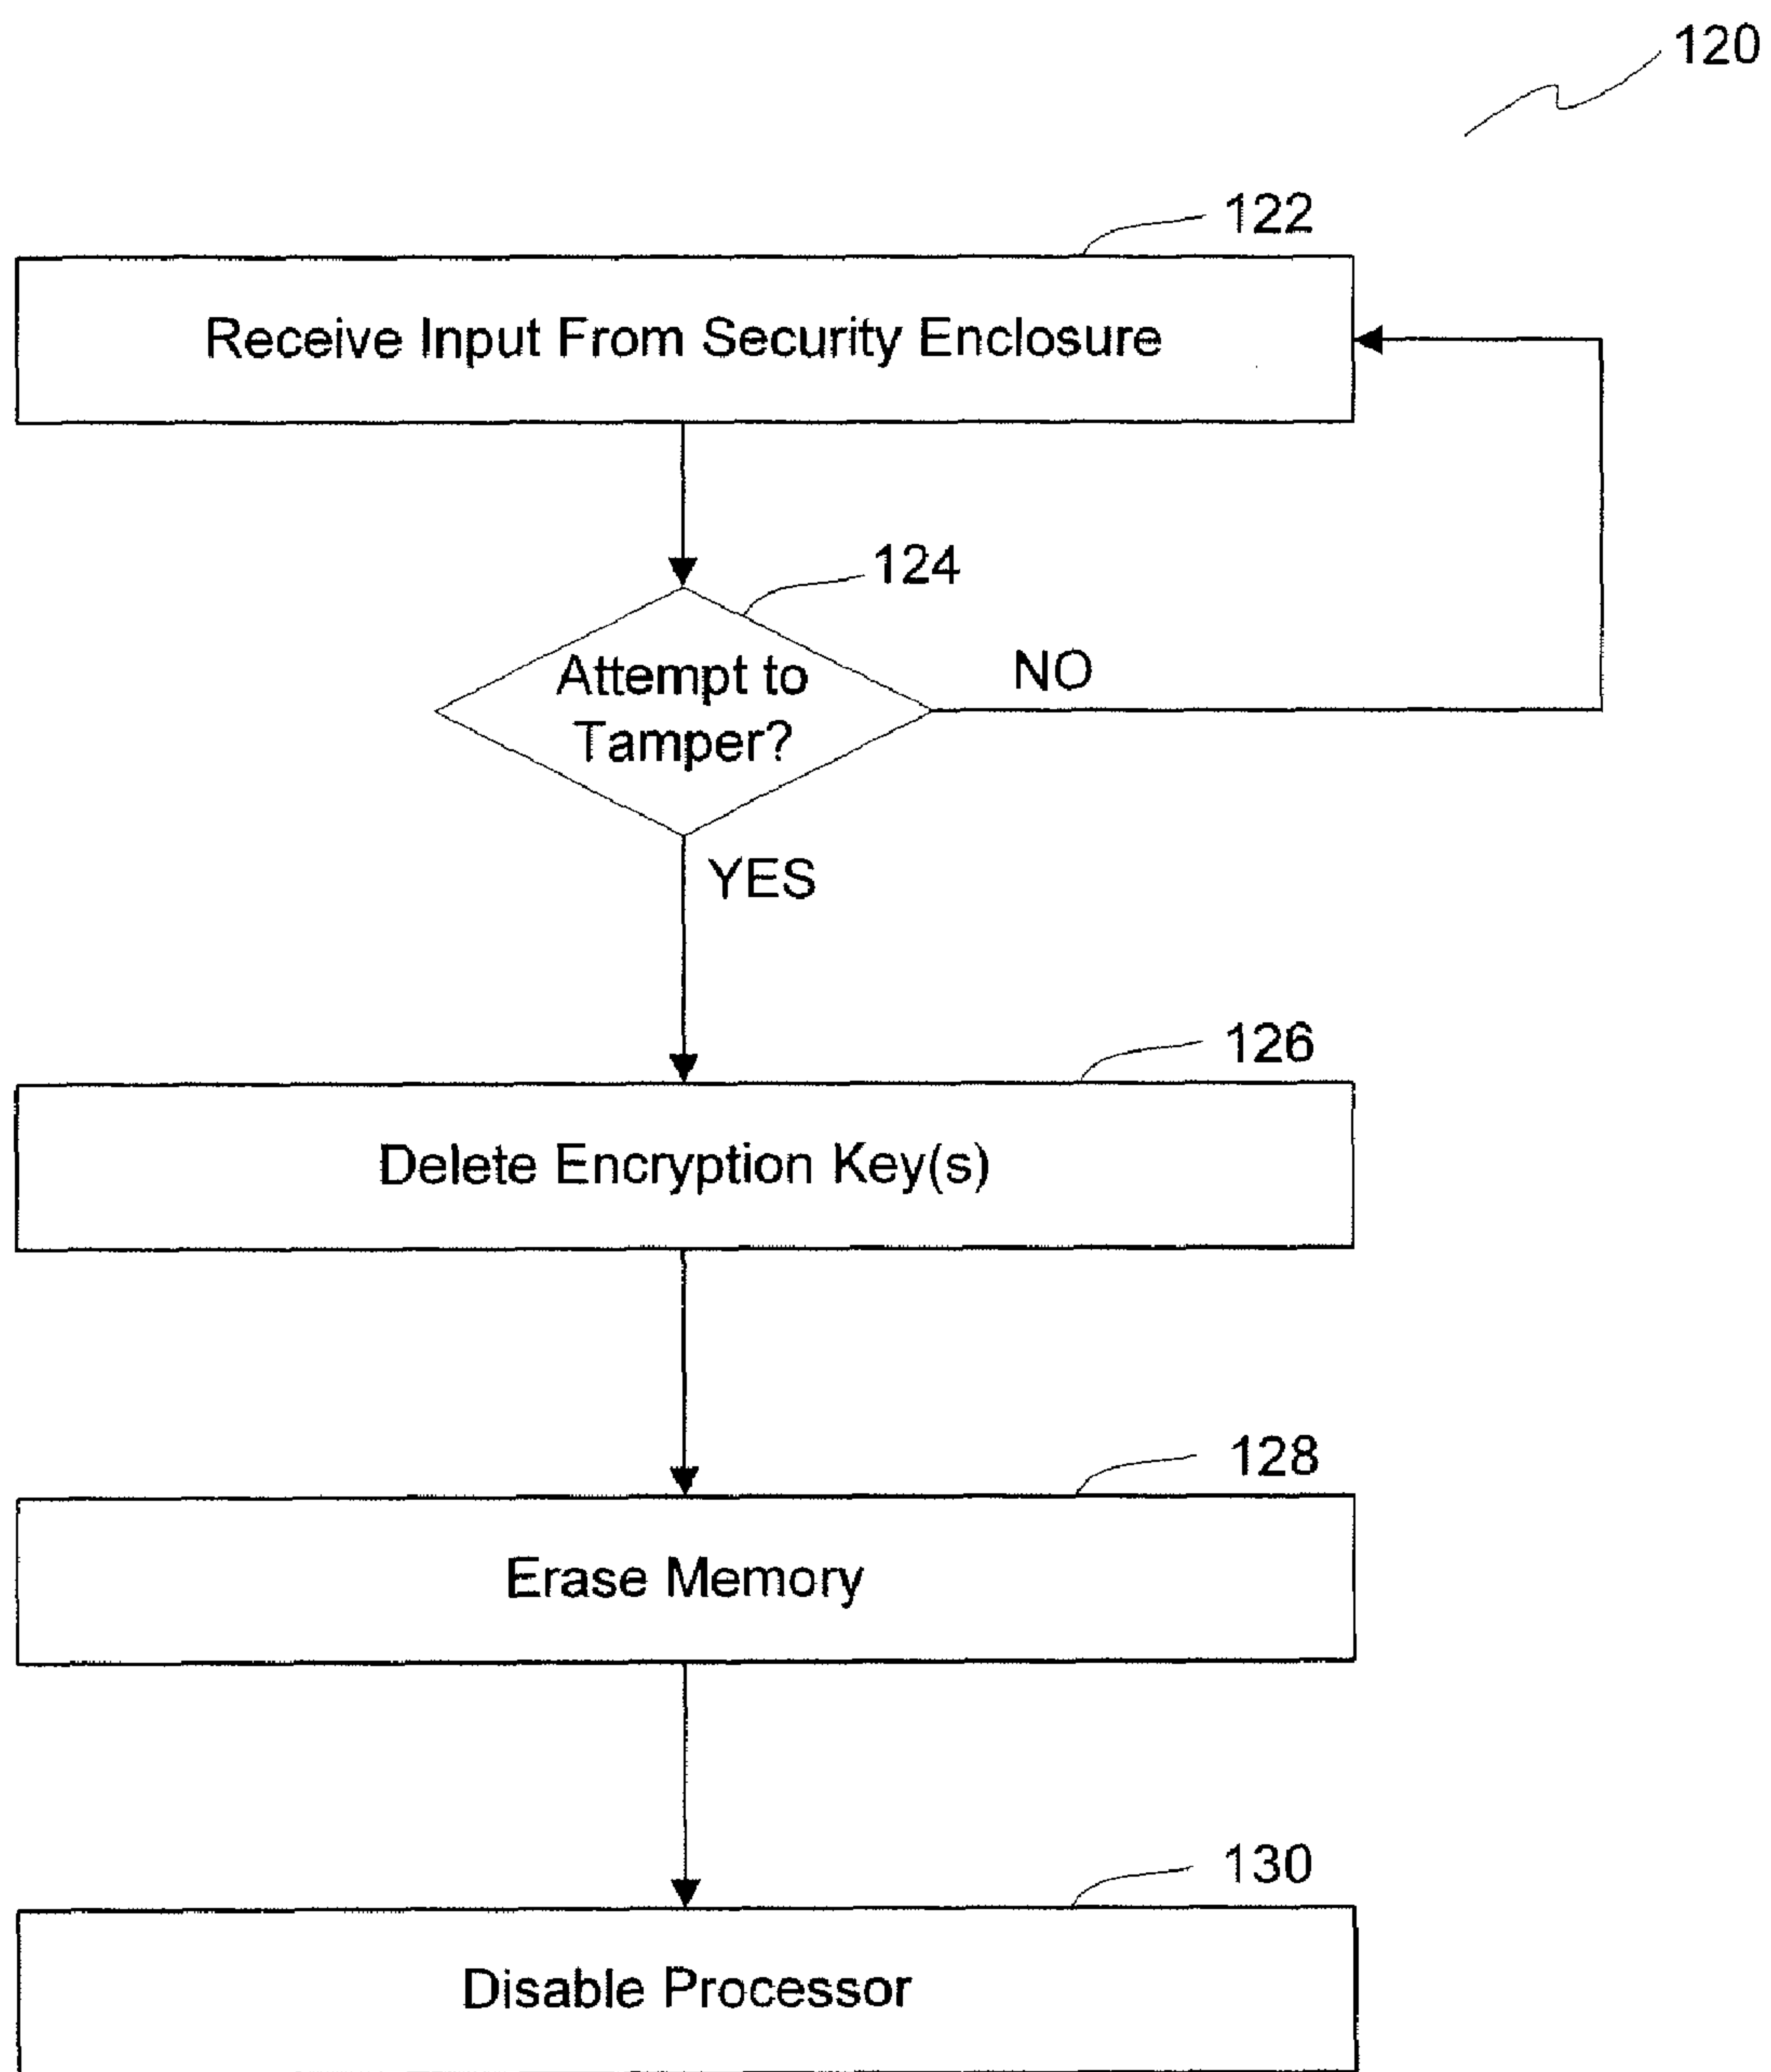 120
122
Receive Input From Security Enclosure
124
Attempt to
Tamper?
NO
YES
126
Delete Encryption Key(s)
128
Erase Memory
130
Disable Processor